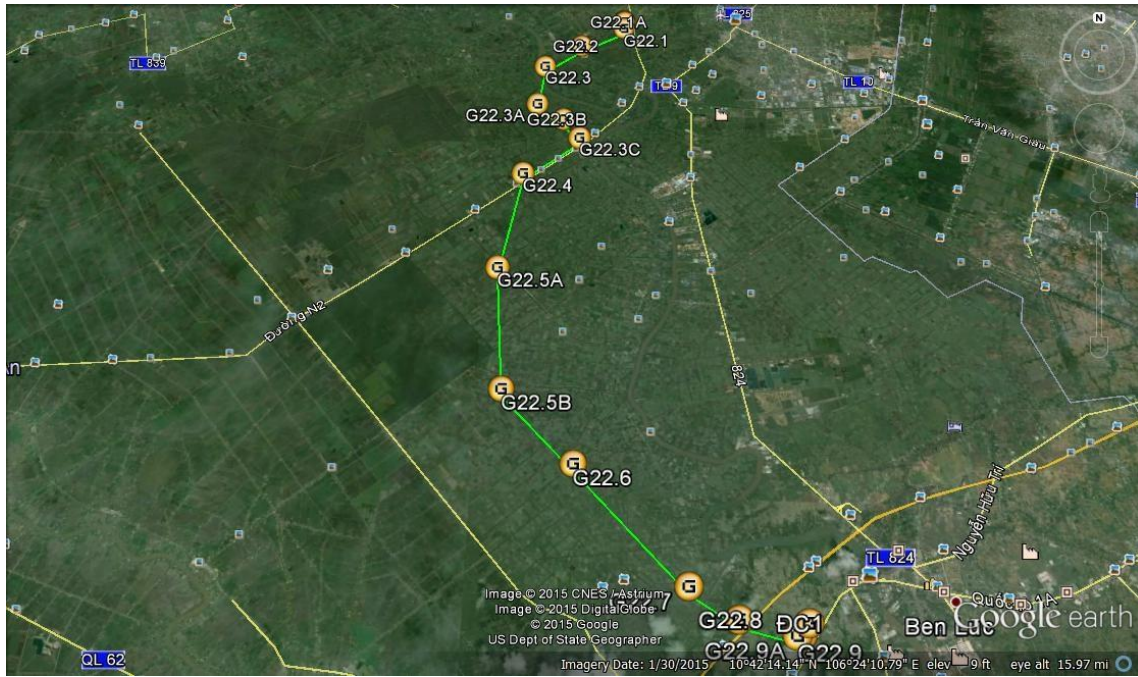 TL 825
G22.1A
G22.1
G22.2
TL 839
G22.3
TL 10
G22.3A
G22.3B
Trần Văn Giàu
G22.3C
G22.4
G22.5A
Đường N2
824
G22.5B
G22.6
Nguyễn Hữu Trí
TL 824
Image © 2015 CNES / Astrium
Image © 2015 DigitalGlobe
© 2015 Google
US Dept of State Geographer
G22.8
ĐC1
Ben Luc
G22.9A
G22.9
Google earth
QL 62
N
Imagery Date: 1/30/2015 10°42'14.14" N 106°24'10.79" E elev 9 ft eye alt 15.97 mi